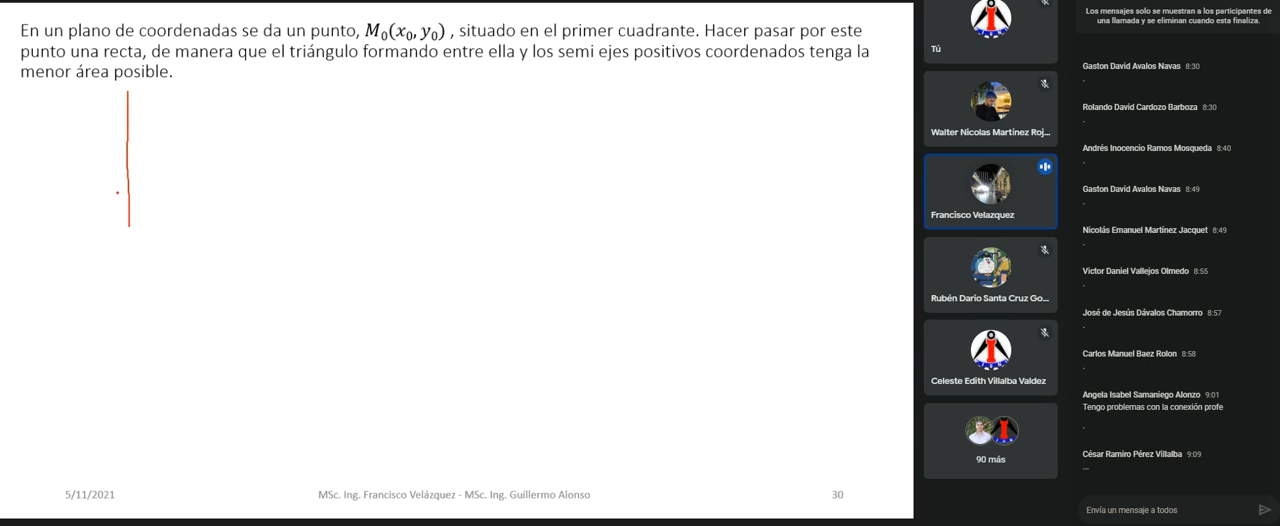 En un plano de coordenadas se da un punto, M₀(x₀, y₀) , situado en el primer cuadrante. Hacer pasar por este
punto una recta, de manera que el triángulo formando entre ella y los semi ejes positivos coordenados tenga la
menor área posible.
5/11/2021
MSc. Ing. Francisco Velázquez - MSc. Ing. Guillermo Alonso
30
Tú
Walter Nicolas Martínez Roj...
Francisco Velazquez
Rubén Dario Santa Cruz Go...
Celeste Edith Villalba Valdez
90 más
Los mensajes solo se muestran a los participantes de
una llamada y se eliminan cuando esta finaliza.
Gaston David Avalos Navas 8:30
.
Rolando David Cardozo Barboza 8:30
.
Andrés Inocencio Ramos Mosqueda 8:40
.
Gaston David Avalos Navas 8:49
.
Nicolás Emanuel Martínez Jacquet 8:49
.
Victor Daniel Vallejos Olmedo 8:55
.
José de Jesús Dávalos Chamorro 8:57
.
Carlos Manuel Baez Rolon 8:58
.
Angela Isabel Samaniego Alonzo 9:01
Tengo problemas con la conexión profe
.
César Ramiro Pérez Villalba 9:09
...
Envía un mensaje a todos